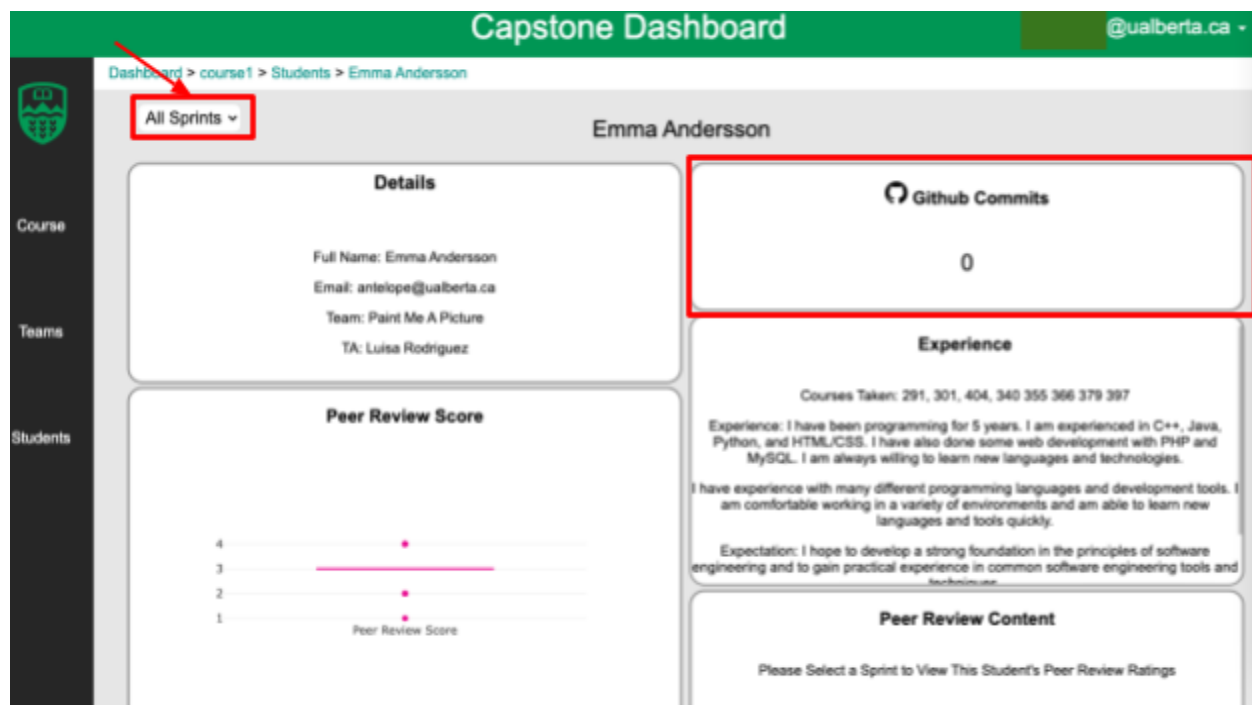 Capstone Dashboard
@ualberta.ca
Dashboard > course1 > Students > Emma Andersson
All Sprints
Emma Andersson
Course
Teams
Students
Details
Full Name: Emma Andersson
Email: antelope@ualberta.ca
Team: Paint Me A Picture
TA: Luisa Rodriguez
Github Commits
0
Experience
Courses Taken: 291, 301, 404, 340 355 366 379 397
Experience: I have been programming for 5 years. I am experienced in C++, Java,
Python, and HTML/CSS. I have also done some web development with PHP and
MySQL. I am always willing to learn new languages and technologies.
I have experience with many different programming languages and development tools. I
am comfortable working in a variety of environments and am able to learn new
languages and tools quickly.
Expectation: I hope to develop a strong foundation in the principles of software
engineering and to gain practical experience in common software engineering tools and
techniques
Peer Review Score
4
3
2
1
Peer Review Score
Peer Review Content
Please Select a Sprint to View This Student's Peer Review Ratings